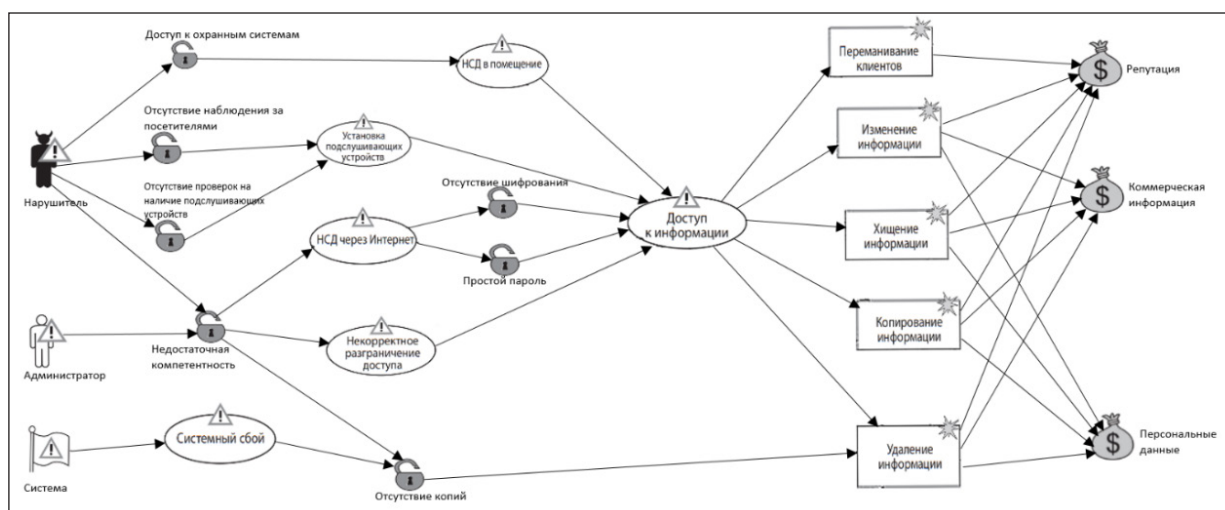 Доступ к охранным системам
НСД в помещение
Переманивание
клиентов
Репутация
Отсутствие наблюдения за
посетителями
Установка
подслушивающих
устройств
Изменение
информации
Нарушитель
Отсутствие проверок на
наличие подслушивающих
устройств
Отсутствие шифрования
Коммерческая
информация
НСД через Интернет
Доступ
к информации
Хищение
информации
Простой пароль
Администратор
Недостаточная
компетентность
Некорректное
разграничение
доступа
Копирование
информации
Система
Системный сбой
Отсутствие копий
Удаление
информации
Персональные
данные